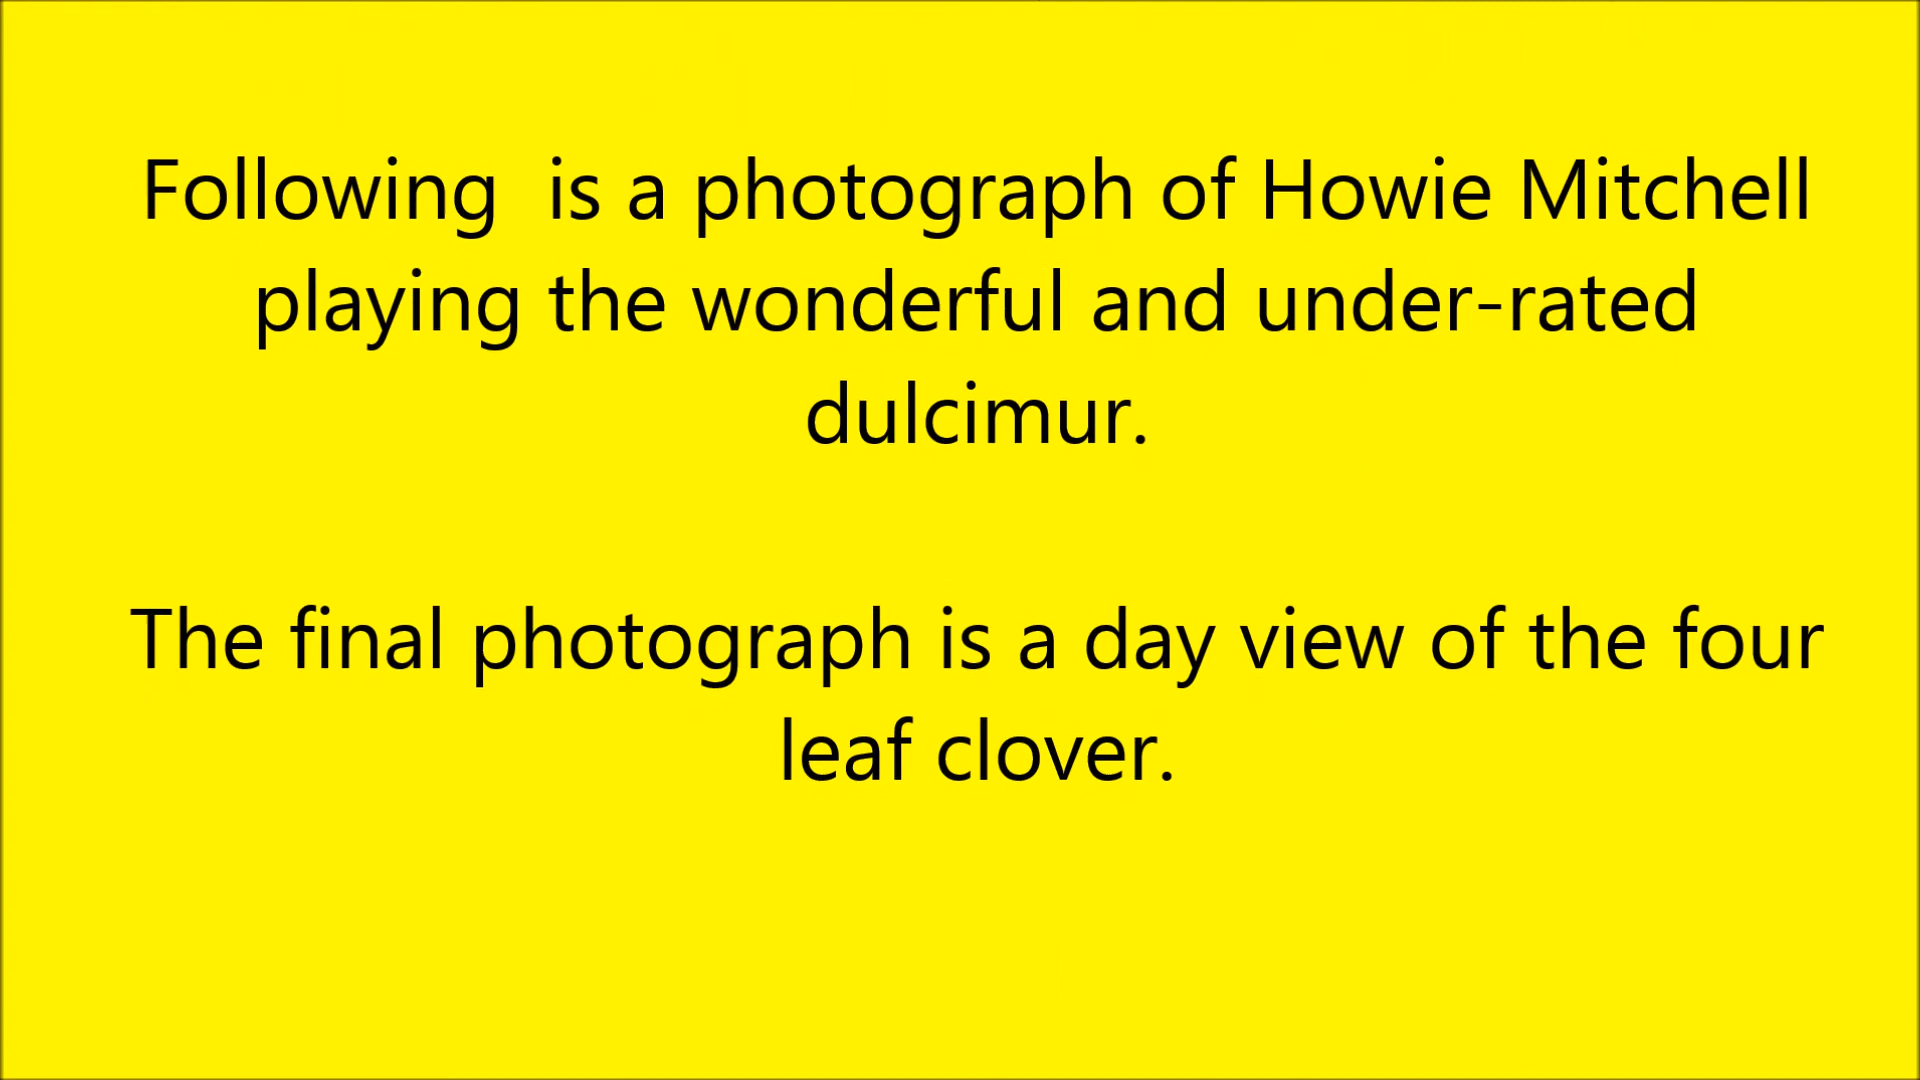 Following  is a photograph of Howie Mitchell
playing the wonderful and under-rated
dulcimur.
The final photograph is a day view of the four
leaf clover.